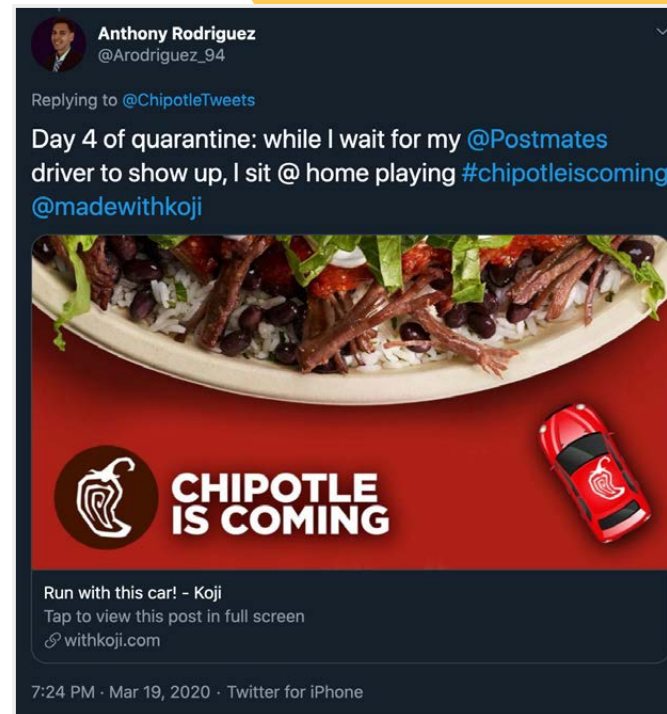 Anthony Rodriguez
@Arodriguez_94
Replying to @ChipotleTweets
Day 4 of quarantine: while I wait for my @Postmates
driver to show up, I sit @ home playing #chipotleiscoming
@madewithkoji
CHIPOTLE
IS COMING
Run with this car! - Koji
Tap to view this post in full screen
withkoji.com
7:24 PM · Mar 19, 2020 · Twitter for iPhone